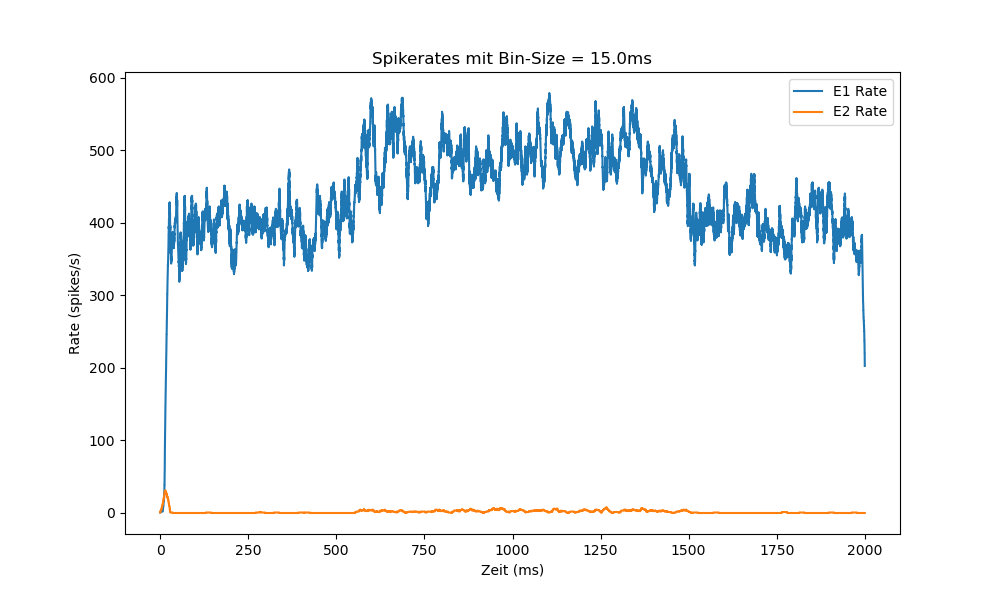 Spikerates mit Bin-Size = 15.0ms
E1 Rate
E2 Rate
Rate (spikes/s)
600
500
400
300
200
100
0
0 250 500 750 1000 1250 1500 1750 2000
Zeit (ms)